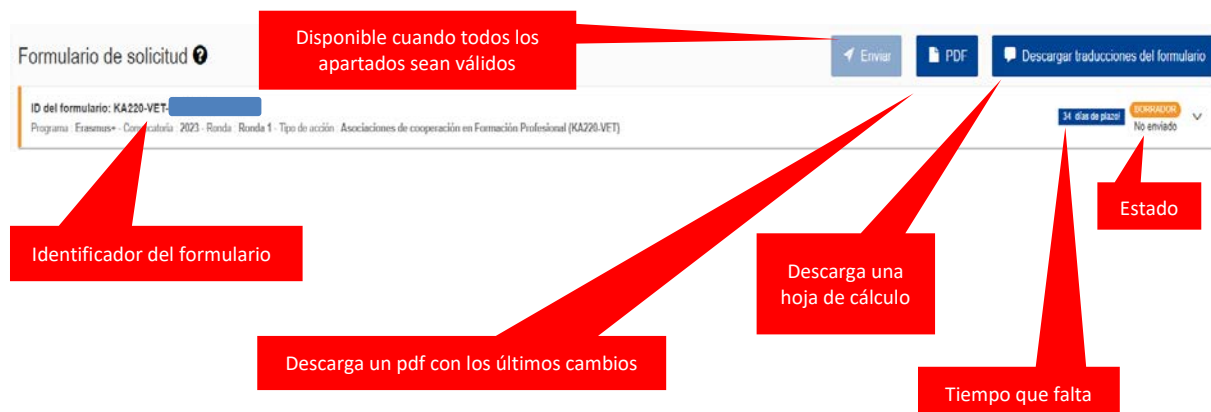 Formulario de solicitud
Disponible cuando todos los
apartados sean válidos
Enviar
PDF
Descargar traducciones del formulario
ID del formulario: KA220-VET-
Programa : Erasmus+ - Convocatoria : 2023 - Ronda : Ronda 1 - Tipo de acción : Asociaciones de cooperación en Formación Profesional (KA220-VET)
34 días de plazo!
BORRADOR
No enviado
Estado
Identificador del formulario
Descarga una
hoja de cálculo
Descarga un pdf con los últimos cambios
Tiempo que falta